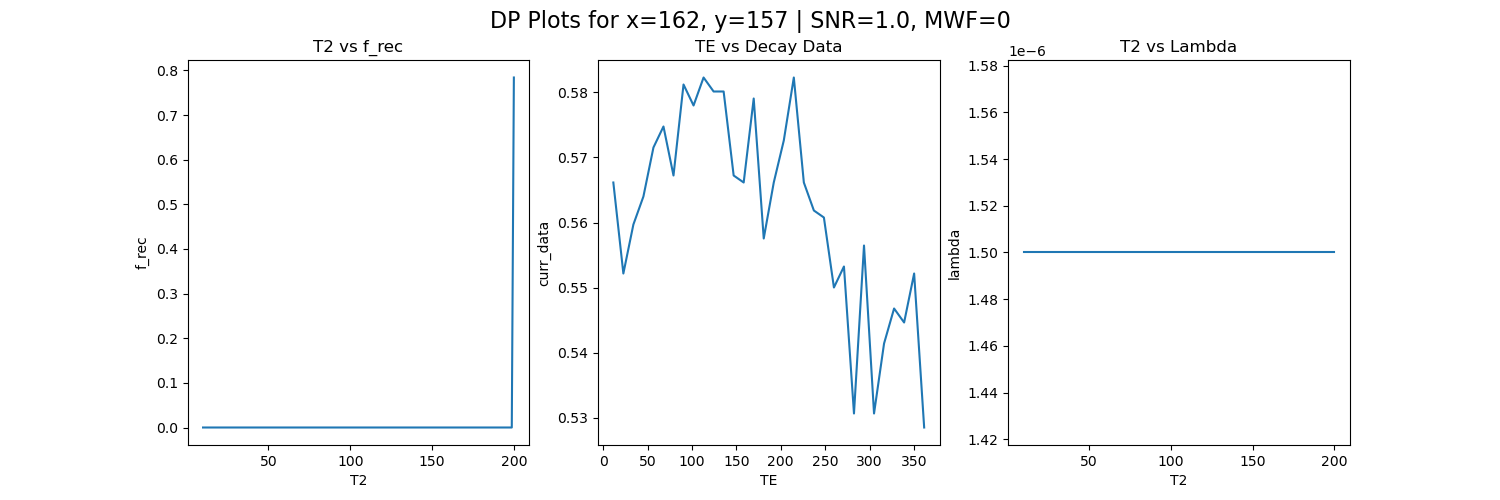 DP Plots for x=162, y=157 | SNR=1.0, MWF=0
T2 vs f_rec
0.8
0.7
0.6
0.5
0.4
0.3
0.2
0.1
0.0
f_rec
50 100 150 200
T2
TE vs Decay Data
0.58
0.57
0.56
0.55
0.54
0.53
curr_data
0 50 100 150 200 250 300 350
TE
T2 vs Lambda
1e−6
1.58
1.56
1.54
1.52
1.50
1.48
1.46
1.44
1.42
lambda
50 100 150 200
T2